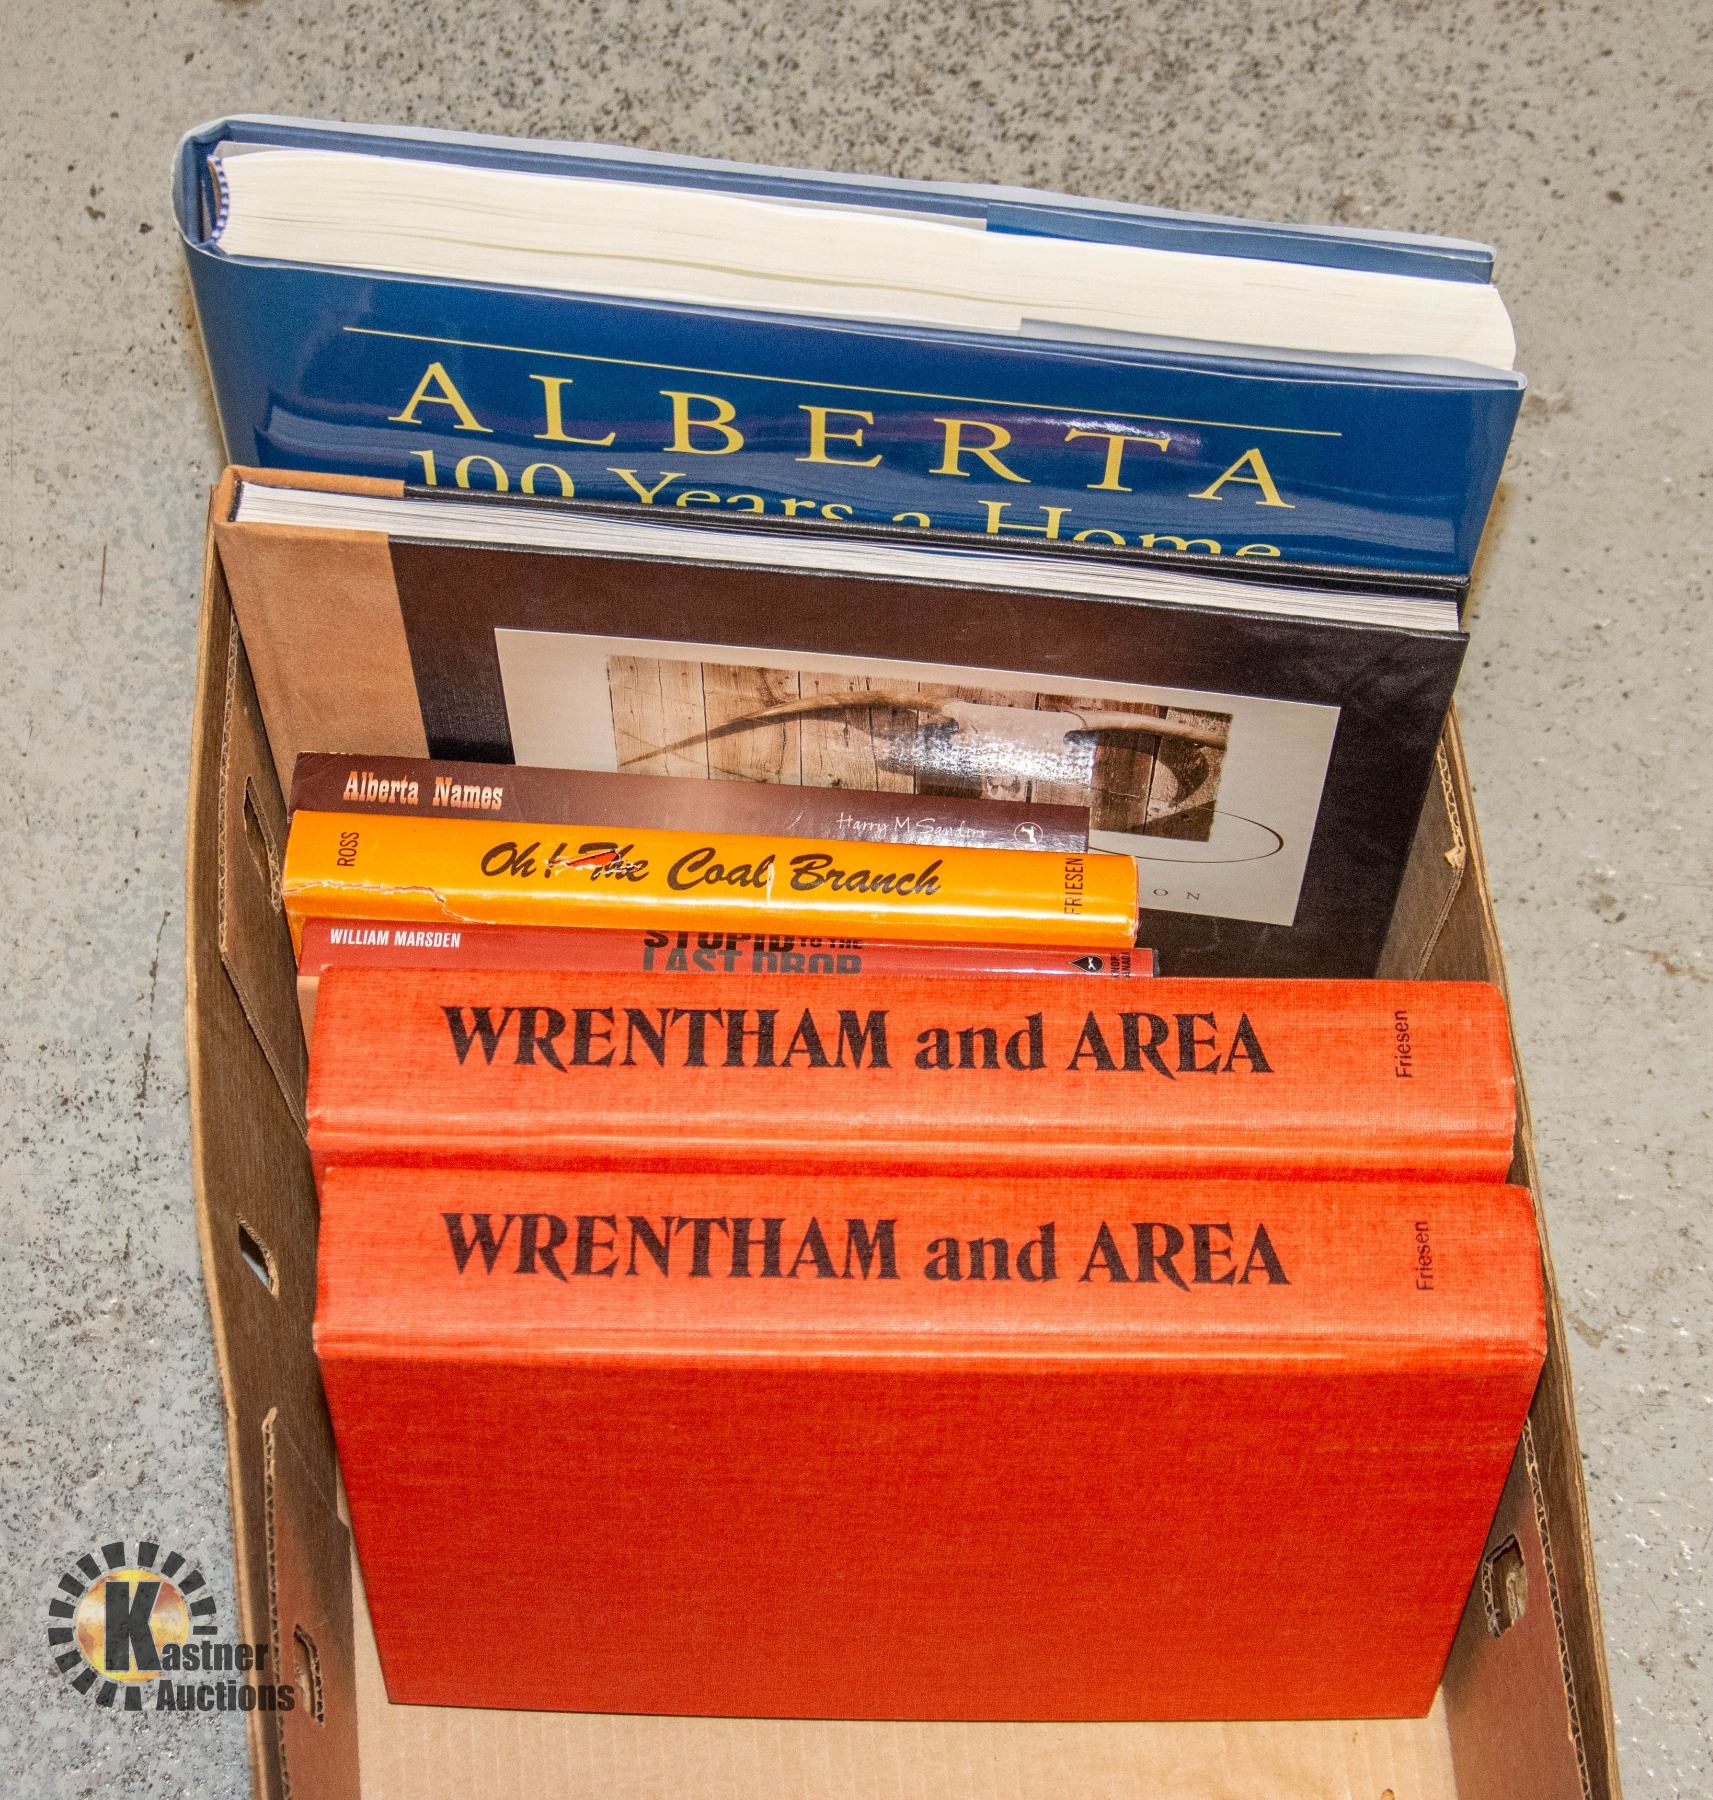 ALBERTA
100 Years a Home
Alberta Names
Harry M Sanders
ROSS
Oh! The Coal Branch
FRIESEN
O N
WILLIAM MARSDEN
STUPID TO THE
LAST DROP
WRENTHAM and AREA
Friesen
WRENTHAM and AREA
Friesen
Kastner
Auctions